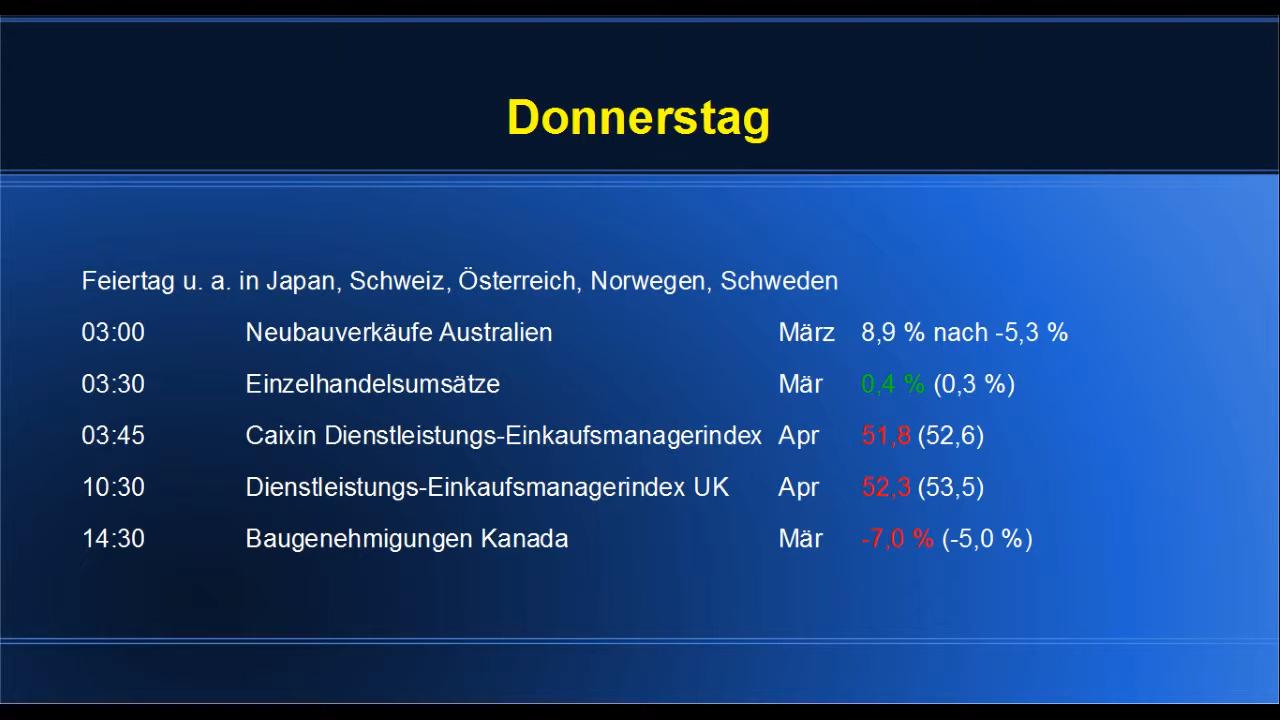 Donnerstag
Feiertag u. a. in Japan, Schweiz, Österreich, Norwegen, Schweden
03:00 Neubauverkäufe Australien März 8,9 % nach -5,3 %
03:30 Einzelhandelsumsätze Mär 0,4 % (0,3 %)
03:45 Caixin Dienstleistungs-Einkaufsmanagerindex Apr 51,8 (52,6)
10:30 Dienstleistungs-Einkaufsmanagerindex UK Apr 52,3 (53,5)
14:30 Baugenehmigungen Kanada Mär -7,0 % (-5,0 %)